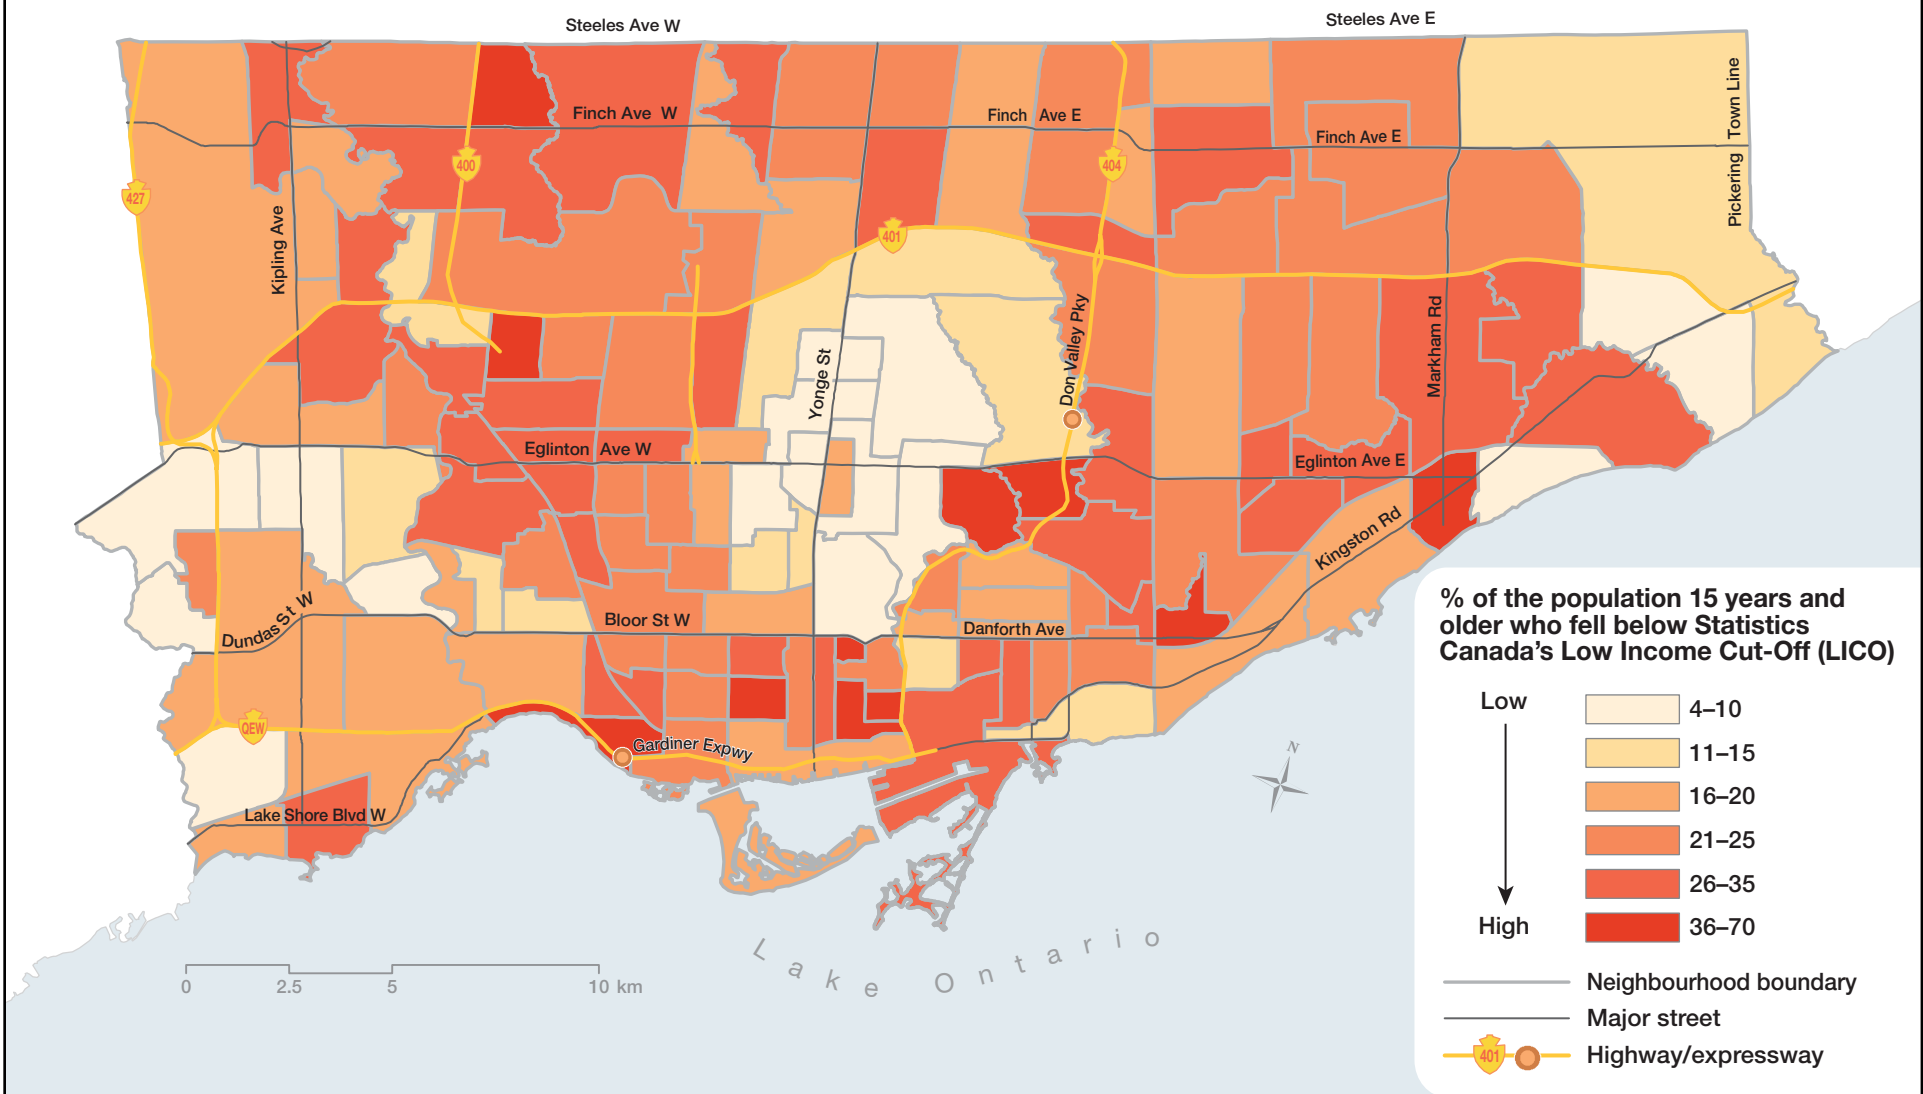 Steeles Ave W
Steeles Ave E
Finch Ave W
Finch Ave E
Finch Ave E
Pickering Town Line
400
404
427
401
Kipling Ave
Yonge St
Don Valley Pky
Markham Rd
Eglinton Ave W
Eglinton Ave E
Kingston Rd
Dundas St W
Bloor St W
Danforth Ave
QEW
Gardiner Expwy
Lake Shore Blvd W
N
Lake Ontario
0 2.5 5 10 km
% of the population 15 years and
older who fell below Statistics
Canada's Low Income Cut-Off (LICO)
Low
High
4–10
11–15
16–20
21–25
26–35
36–70
Neighbourhood boundary
Major street
401 Highway/expressway